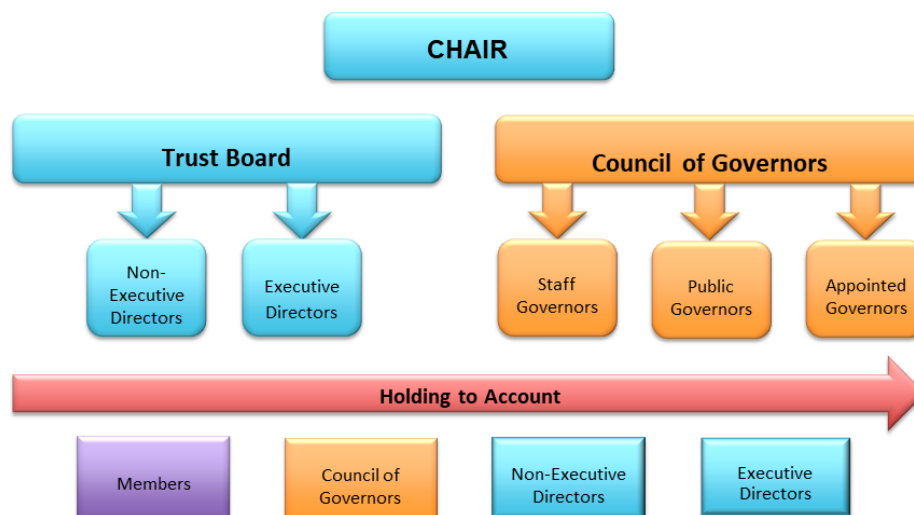 CHAIR
Trust Board
Council of Governors
Non-
Executive
Directors
Executive
Directors
Staff
Governors
Public
Governors
Appointed
Governors
Holding to Account
Members
Council of
Governors
Non-Executive
Directors
Executive
Directors